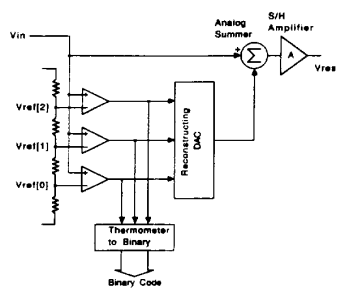 Analog
Summer
S/H
Amplifier
Vin
+
Σ
A
Vres
Vref[2]
Vref[1]
Vref[0]
+
-
+
-
+
-
Reconstructing
DAC
Thermometer
to Binary
Binary Code